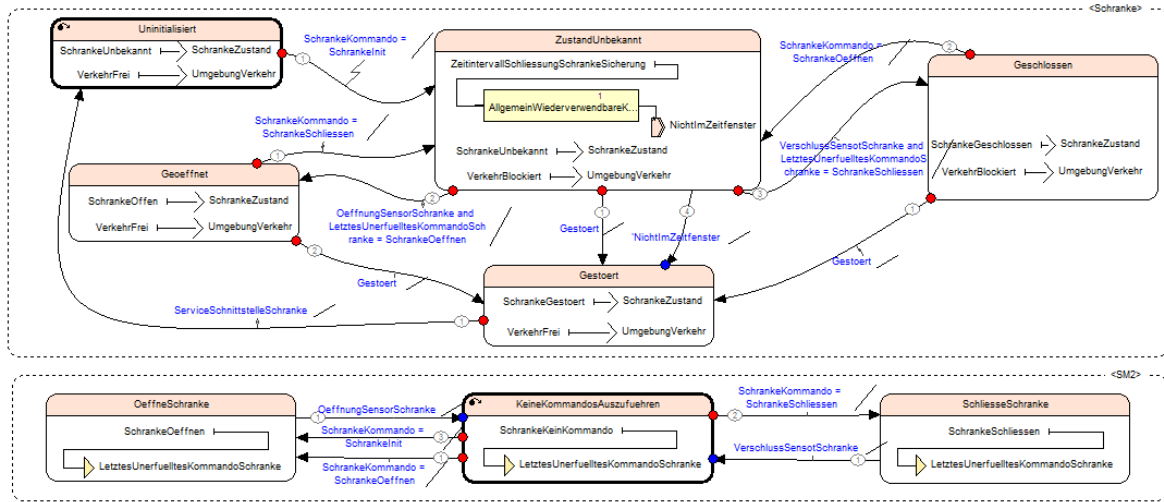 <Schranke>
Uninitialisiert
SchrankeUnbekannt
SchrankeZustand
VerkehrFrei
UmgebungVerkehr
1
SchrankeKommando =
SchrankeInit
ZustandUnbekannt
ZeitintervallSchliessungSchrankeSicherung
1
AllgemeinWiederverwendbareK...
NichtImZeitfenster
SchrankeUnbekannt
SchrankeZustand
VerkehrBlockiert
UmgebungVerkehr
SchrankeKommando =
SchrankeOeffnen
2
Geschlossen
SchrankeGeschlossen
SchrankeZustand
VerkehrBlockiert
UmgebungVerkehr
VerschlussSensotSchranke and
LetztesUnerfuelltesKommandoS
chranke = SchrankeSchliessen
3
1
SchrankeKommando =
SchrankeSchliessen
1
Geoeffnet
SchrankeOffen
SchrankeZustand
VerkehrFrei
UmgebungVerkehr
2
2
OeffnungSensorSchranke and
LetztesUnerfuelltesKommandoSch
ranke = SchrankeOeffnen
1
4
Gestoert
'NichtImZeitfenster
Gestoert
Gestoert
Gestoert
SchrankeGestoert
SchrankeZustand
VerkehrFrei
UmgebungVerkehr
ServiceSchnittstelleSchranke
1
<SM2>
OeffneSchranke
SchrankeOeffnen
LetztesUnerfuelltesKommandoSchranke
1
OeffnungSensorSchranke
SchrankeKommando =
SchrankeInit
3
SchrankeKommando =
SchrankeOeffnen
1
KeineKommandosAuszufuehren
SchrankeKeinKommando
LetztesUnerfuelltesKommandoSchranke
SchrankeKommando =
SchrankeSchliessen
2
VerschlussSensotSchranke
1
SchliesseSchranke
SchrankeSchliessen
LetztesUnerfuelltesKommandoSchranke